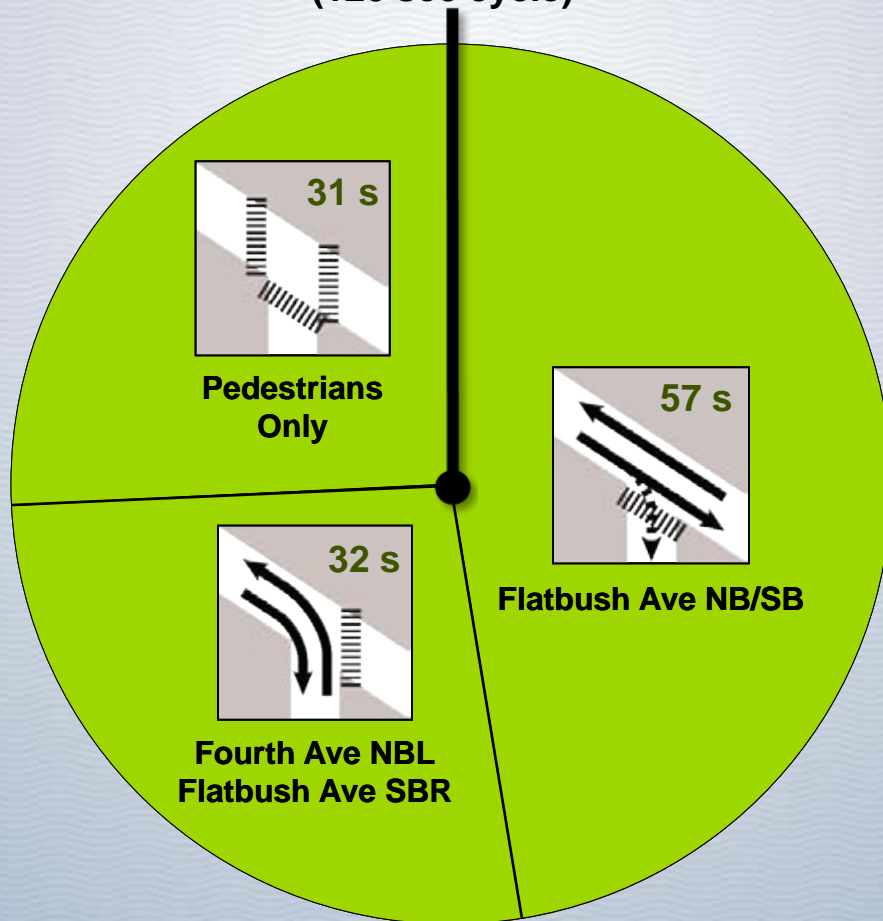 31 s
Pedestrians
Only
57 s
Flatbush Ave NB/SB
32 s
Fourth Ave NBL
Flatbush Ave SBR